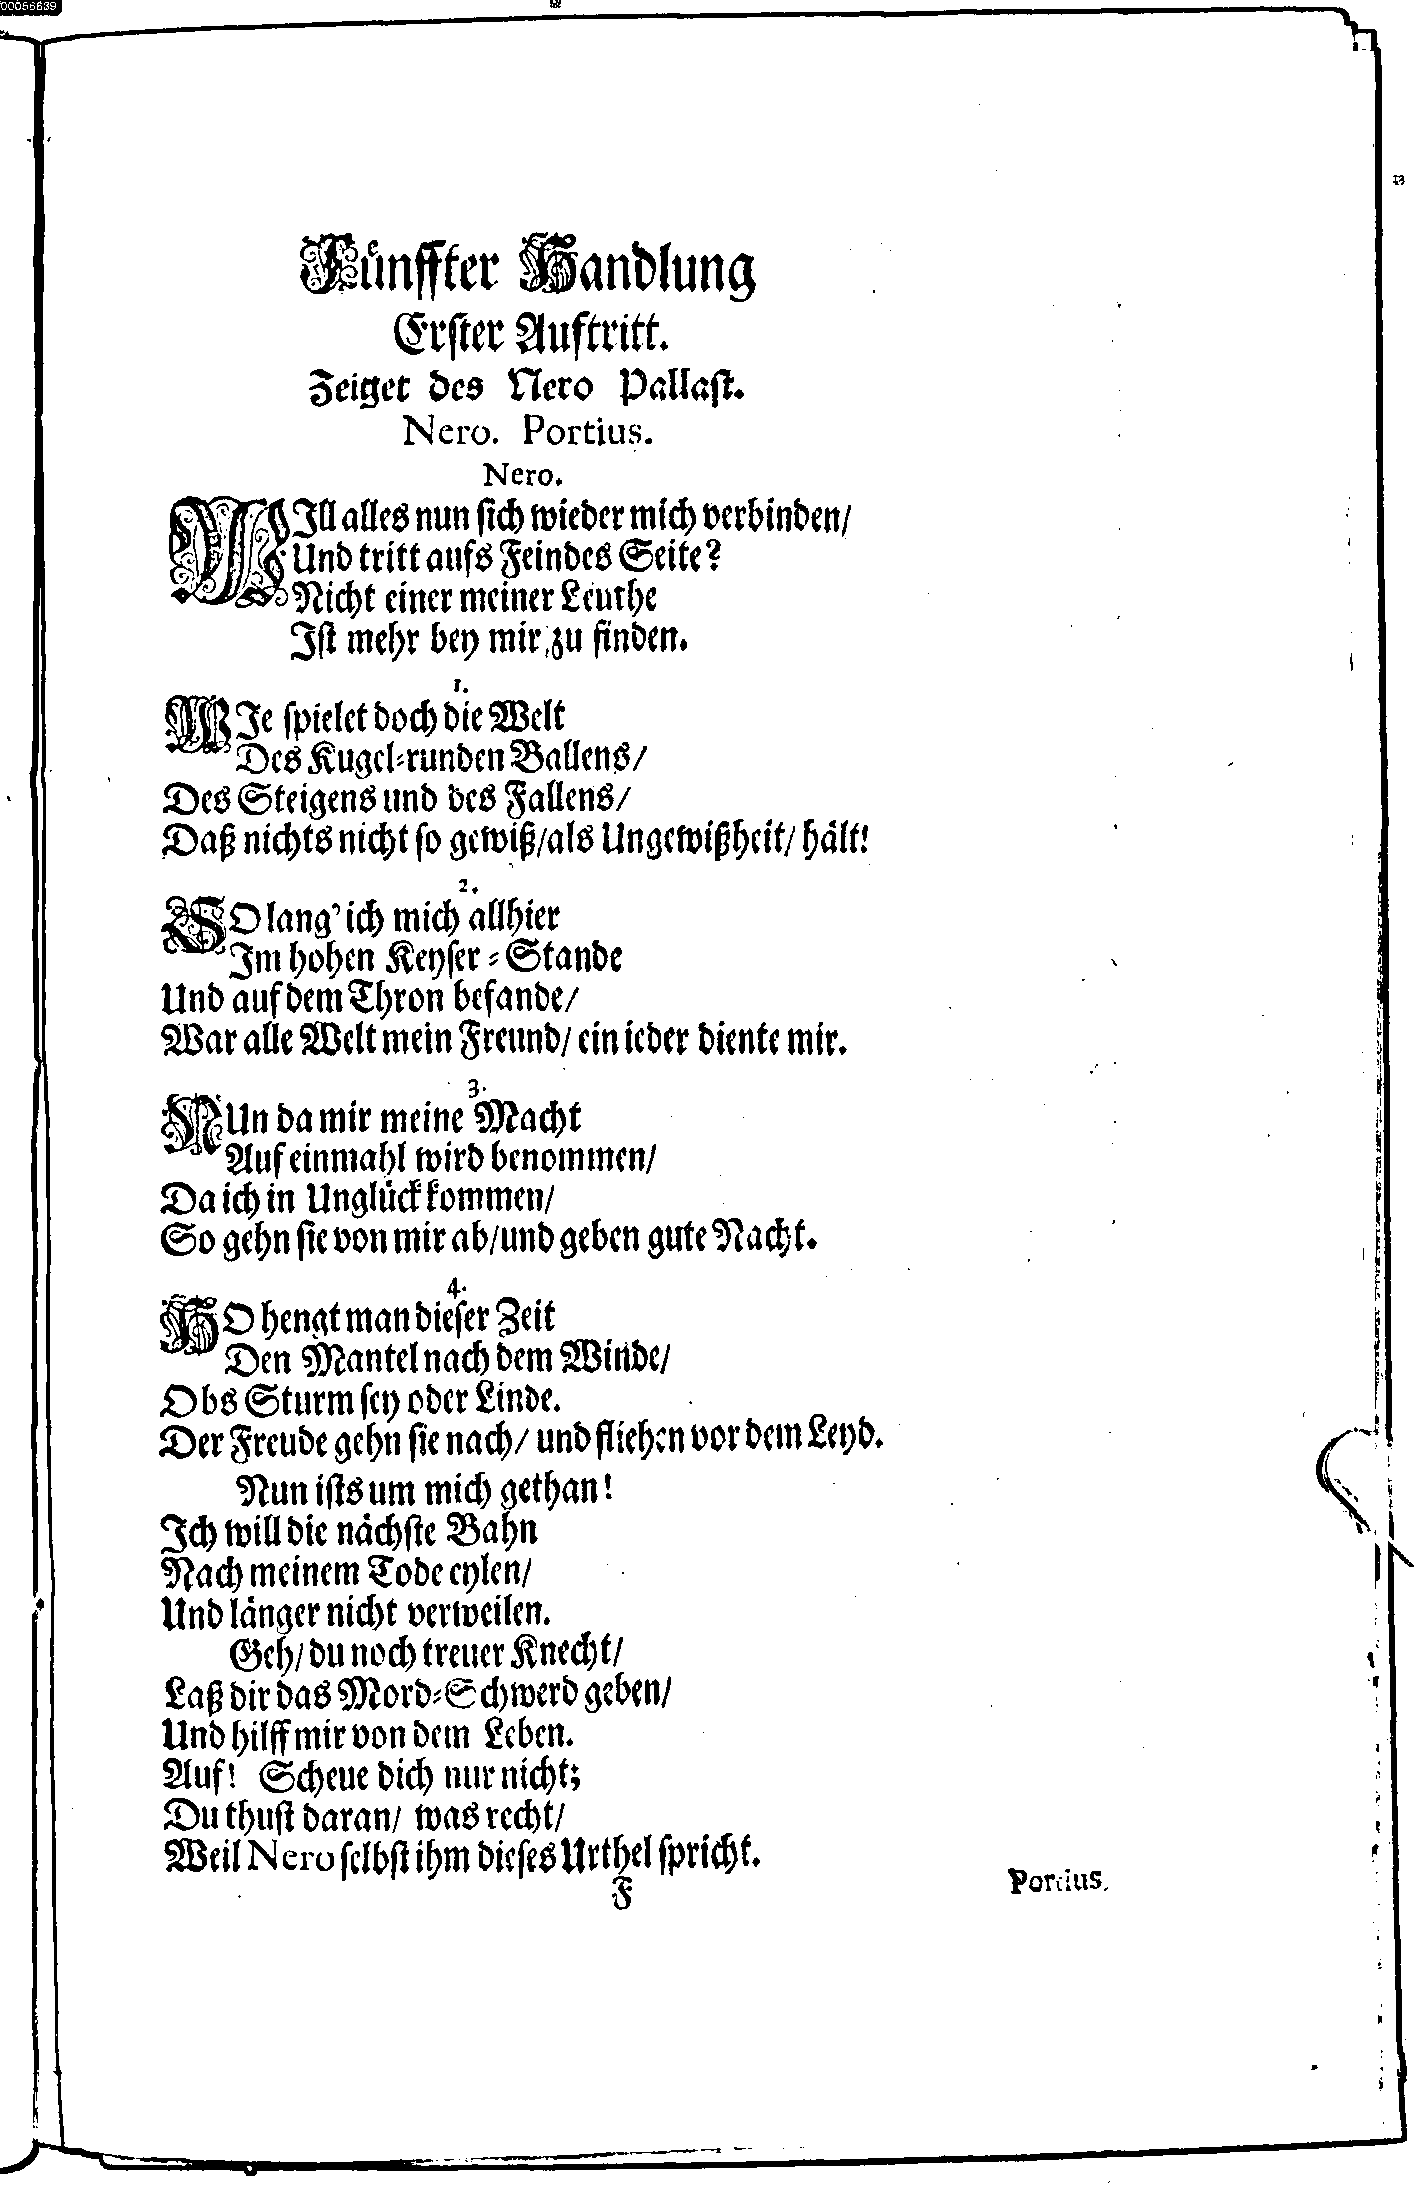 00056639
Fünffter Handlung
Erster Auftritt.
Zeiget des Nero Pallast.
Nero. Portius.
Nero.
WIll alles nun sich wieder mich verbinden/
Und tritt aufs Feindes Seite?
Nicht einer meiner Leuthe
Ist mehr bey mir zu finden.
1.
WIe spielet doch die Welt
Des Kugel-runden Ballens/
Des Steigens und des Fallens/
Daß nichts nicht so gewiß/als Ungewißheit/ hält!
2.
SO lang' ich mich allhier
Im hohen Keyser-Stande
Und auf dem Thron befande/
War alle Welt mein Freund/ ein ieder diente mir.
3.
NUn da mir meine Macht
Auf einmahl wird benommen/
Da ich in Unglück kommen/
So gehn sie von mir ab/und geben gute Nacht.
4.
SO hengt man dieser Zeit
Den Mantel nach dem Winde/
Obs Sturm sey oder Linde.
Der Freude gehn sie nach/ und fliehen vor dem Leyd.
Nun ists um mich gethan!
Ich will die nächste Bahn
Nach meinem Tode eylen/
Und länger nicht verweilen.
Geh/ du noch treuer Knecht/
Laß dir das Mord-Schwerd geben/
Und hilff mir von dem Leben.
Auf! Scheue dich nur nicht;
Du thust daran/ was recht/
Weil Nero selbst ihm dieses Urthel spricht.
F
Portius.